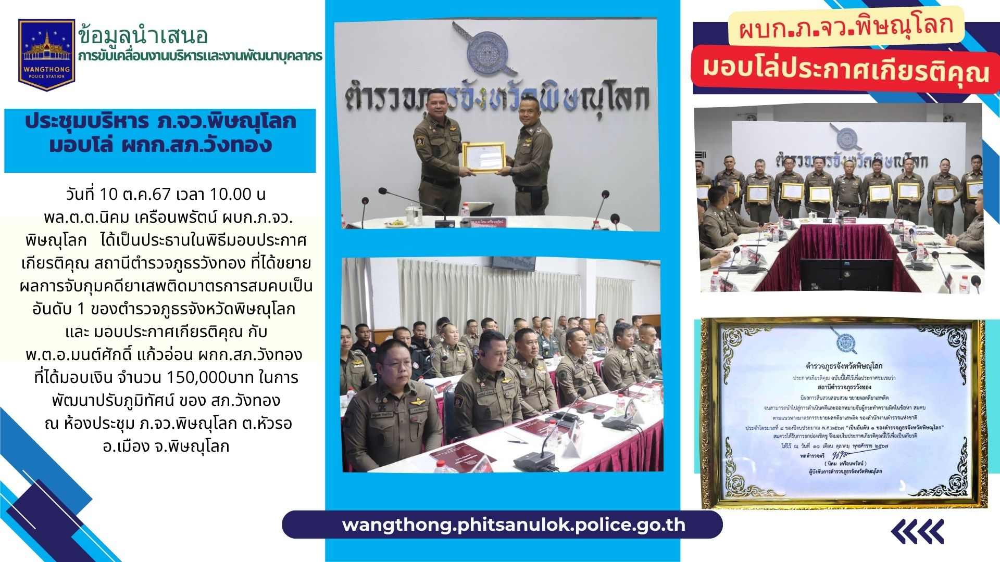 WANGTHONG
POLICE STATION
ข้อมูลนำเสนอ
การขับเคลื่อนงานบริหารและงานพัฒนาบุคลากร
ประชุมบริหาร ภ.จว.พิษณุโลก
มอบโล่ ผกก.สภ.วังทอง
วันที่ 10 ต.ค.67 เวลา 10.00 น
พล.ต.ต.นิคม เครือนพรัตน์ ผบก.ภ.จว.
พิษณุโลก ได้เป็นประธานในพิธีมอบประกาศ
เกียรติคุณ สถานีตำรวจภูธรวังทอง ที่ได้ขยาย
ผลการจับกุมคดียาเสพติดมาตรการสมคบเป็น
อันดับ 1 ของตำรวจภูธรจังหวัดพิษณุโลก
และ มอบประกาศเกียรติคุณ กับ
พ.ต.อ.มนต์ศักดิ์ แก้วอ่อน ผกก.สภ.วังทอง
ที่ได้มอบเงิน จำนวน 150,000บาท ในการ
พัฒนาปรับภูมิทัศน์ ของ สภ.วังทอง
ณ ห้องประชุม ภ.จว.พิษณุโลก ต.หัวรอ
อ.เมือง จ.พิษณุโลก
ตำรวจภูธรจังหวัดพิษณุโลก
พล.ต.ต.นิคม เครือนพรัตน์
ผบก.ภ.จว.พิษณุโลก
มอบโล่ประกาศเกียรติคุณ
ตำรวจภูธรจังหวัดพิษณุโลก
ตำรวจภูธรจังหวัดพิษณุโลก
ประกาศเกียรติคุณ ฉบับนี้ให้ไว้เพื่อประกาศชมเชยว่า
สถานีตำรวจภูธรวังทอง
มีผลการสืบสวนสอบสวน ขยายผลคดียาเสพติด
จนสามารถนำไปสู่การดำเนินคดีและออกหมายจับผู้กระทำความผิดในข้อหา สมคบ
ตามแนวทางมาตรการขยายผลคดียาเสพติด ของสำนักงานตำรวจแห่งชาติ
ประจำไตรมาสที่ ๔ ของปีงบประมาณ พ.ศ.๒๕๖๗ "เป็นอันดับ ๑ ของตำรวจภูธรจังหวัดพิษณุโลก"
สมควรได้รับการยกย่องเชิดชู จึงมอบใบประกาศเกียรติคุณนี้ไว้เพื่อเป็นเกียรติ
ให้ไว้ ณ วันที่ ๑๐ เดือน ตุลาคม พุทธศักราช ๒๕๖๗
พลตำรวจตรี
( นิคม เครือนพรัตน์ )
ผู้บังคับการตำรวจภูธรจังหวัดพิษณุโลก
wangthong.phitsanulok.police.go.th